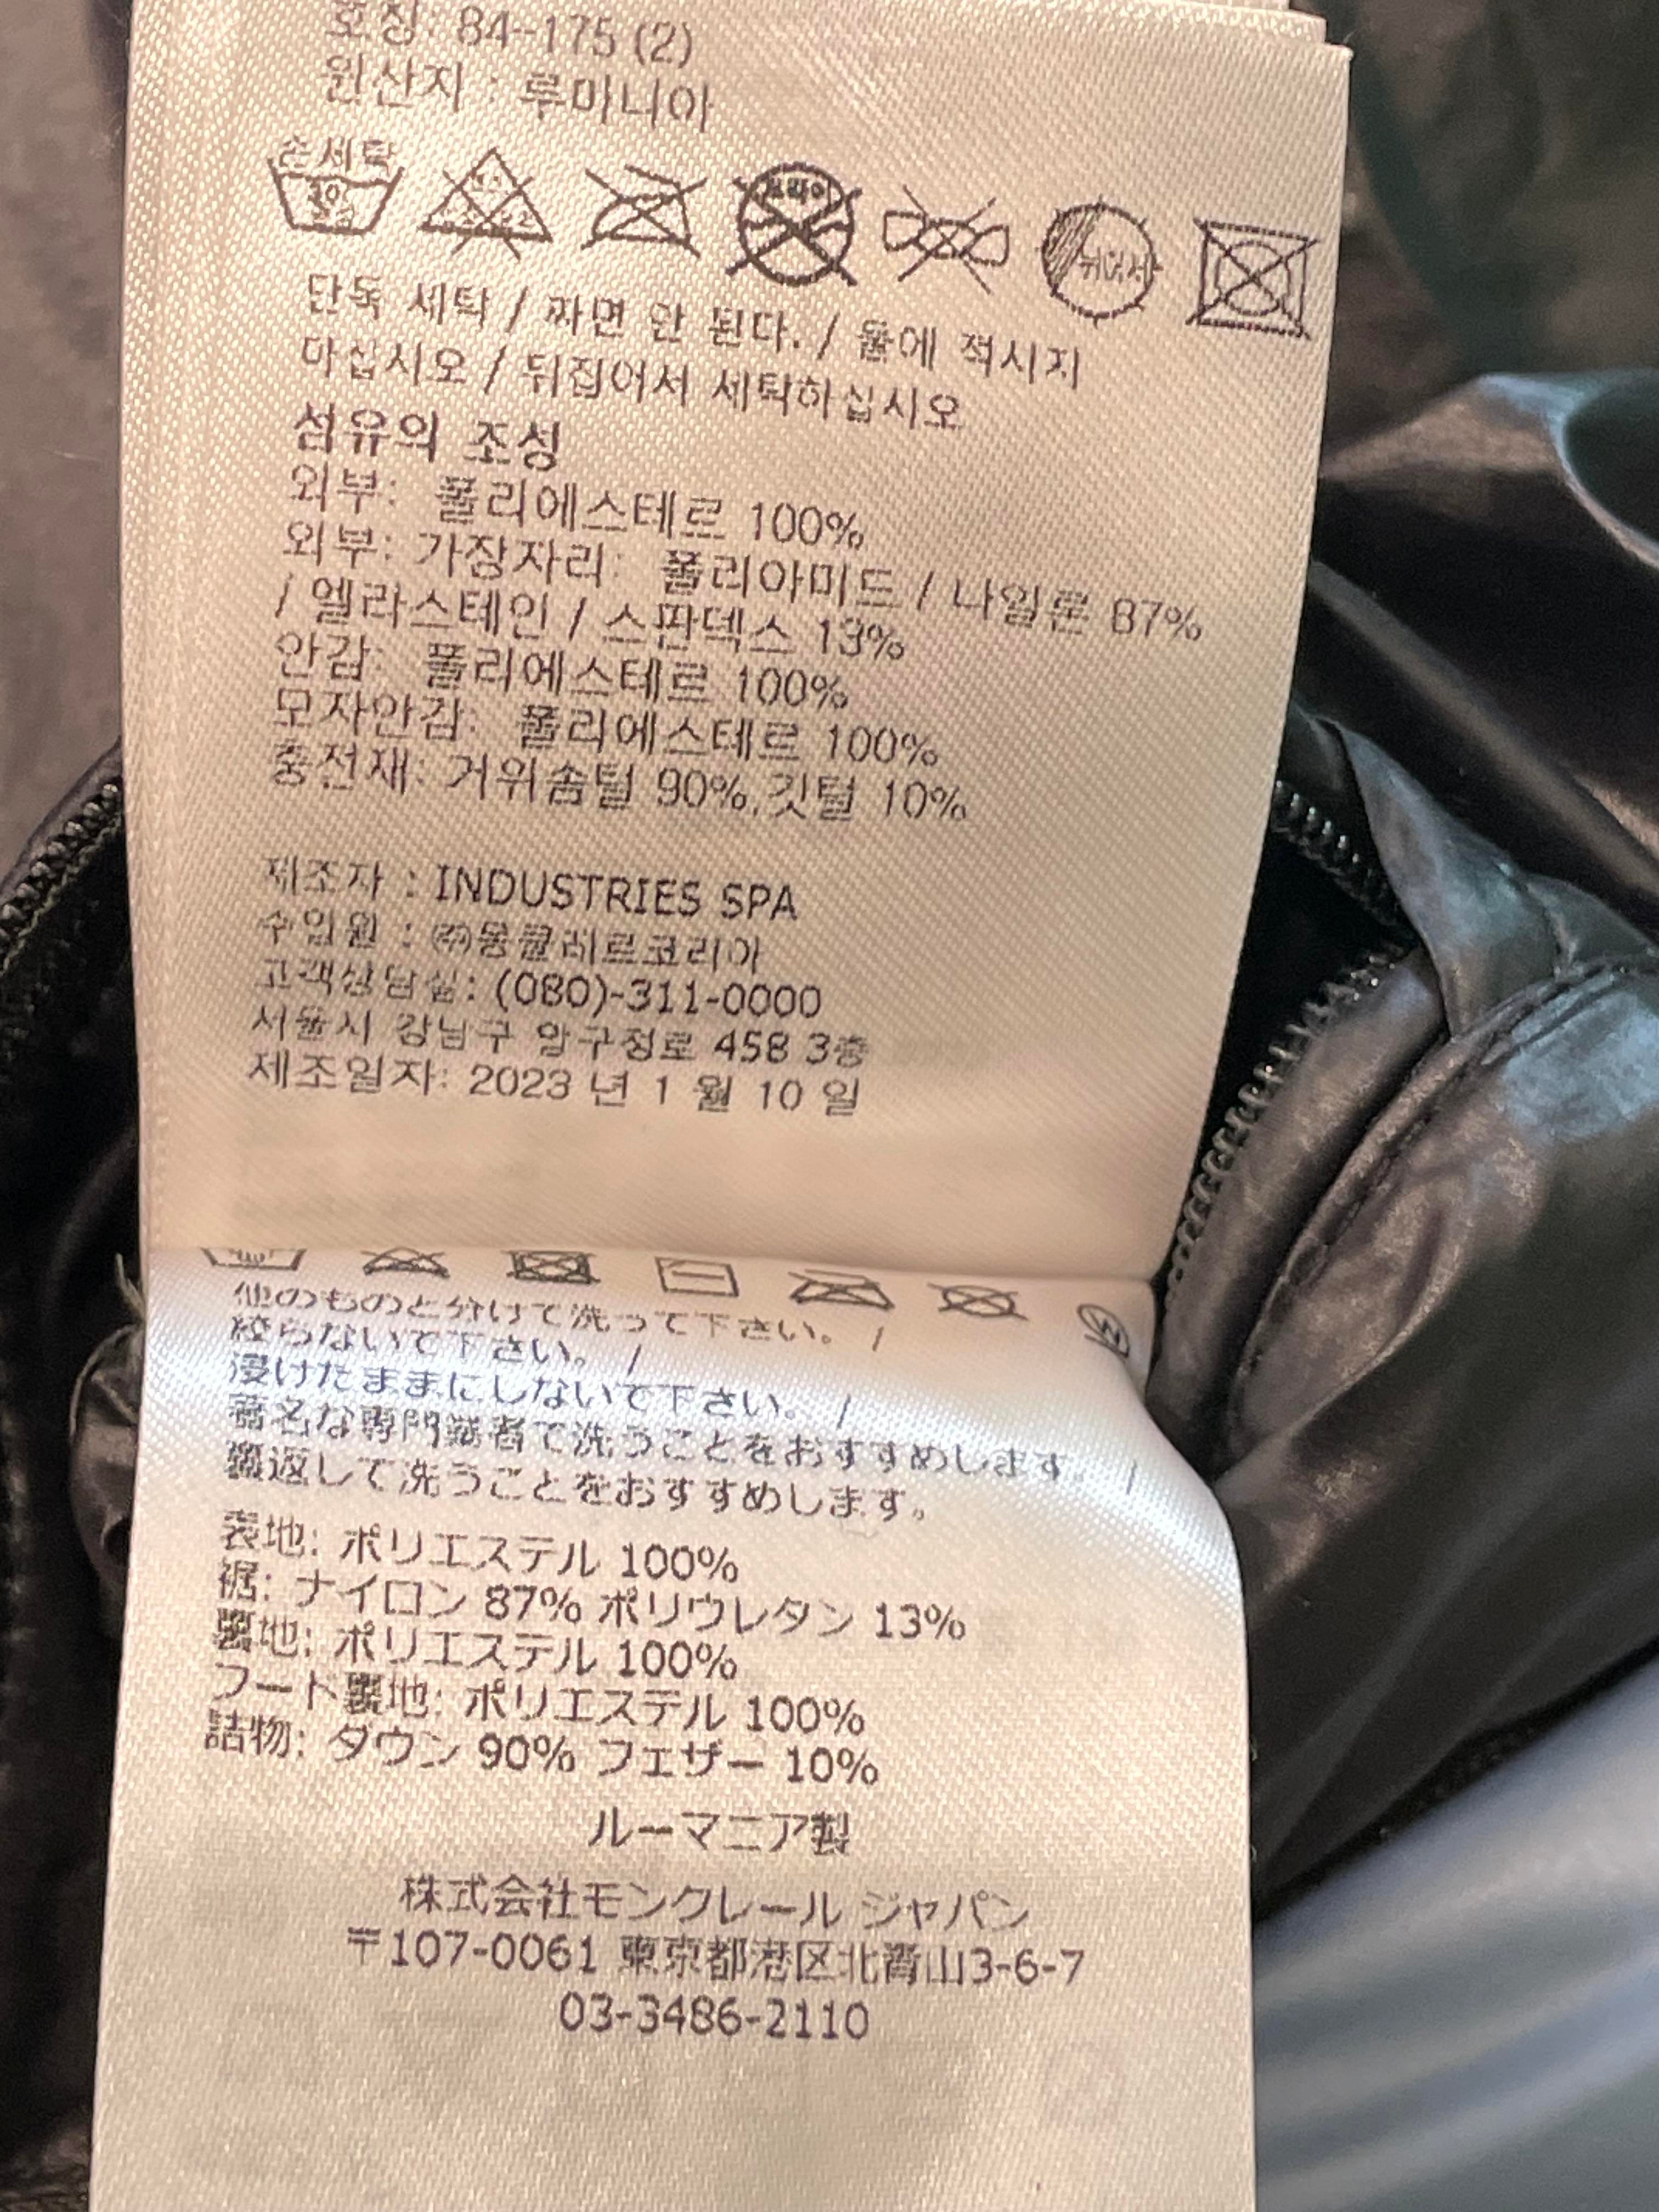 호칭: 84-175 (2)
원산지 : 루마니아
손세탁
30
단독 세탁 / 짜면 안 된다. / 물에 적시지
마십시오 / 뒤집어서 세탁하십시오
섬유의 조성
외부: 폴리에스테르 100%
외부: 가장자리: 폴리아미드 / 나일론 87%
/ 엘라스테인 / 스판덱스 13%
안감: 폴리에스테르 100%
모자안감: 폴리에스테르 100%
충전재: 거위솜털 90%,깃털 10%
제조자 : INDUSTRIES SPA
수입원 : ㈜몽클레르코리아
고객상담실: (080)-311-0000
서울시 강남구 압구정로 458 3층
제조일자: 2023 년 1 월 10 일
W
他のものと分けて洗って下さい。 /
絞らないで下さい。 /
浸けたままにしないで下さい。 /
著名な専門業者で洗うことをおすすめします。 /
裏返して洗うことをおすすめします。
表地: ポリエステル 100%
裾: ナイロン 87% ポリウレタン 13%
裏地: ポリエステル 100%
フード裏地: ポリエステル 100%
詰物: ダウン 90% フェザー 10%
ルーマニア製
株式会社モンクレール ジャパン
〒107-0061 東京都港区北青山3-6-7
03-3486-2110